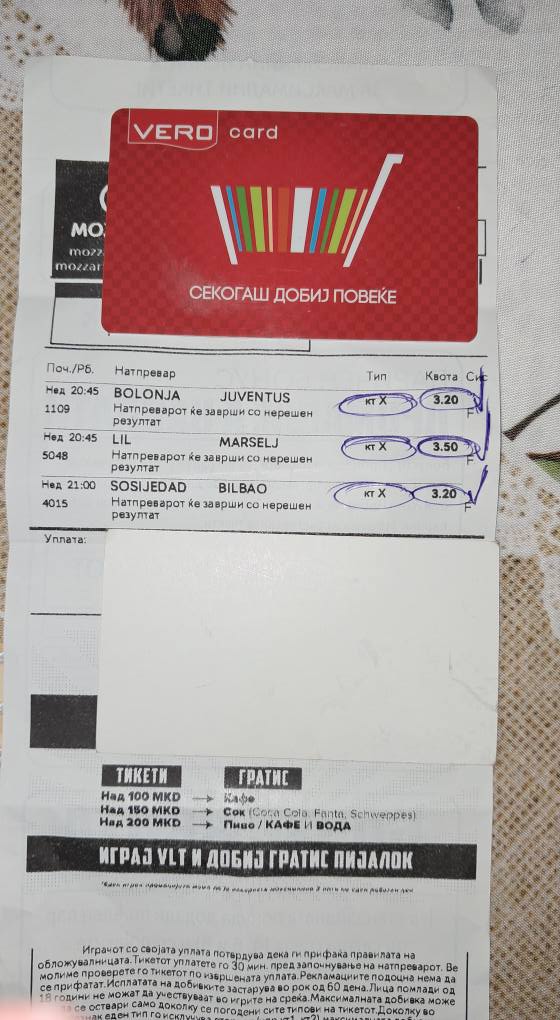 VERO card
СЕКОГАШ ДОБИЈ ПОВЕЌЕ
Поч./Рб. Натпревар Тип Квота
Нед 20:45 BOLONJA JUVENTUS кт X 3.20
1109 Натпреварот ќе заврши со нерешен F
резултат
Нед 20:45 LIL MARSELJ кт X 3.50
5048 Натпреварот ќе заврши со нерешен F
резултат
Нед 21:00 SOSIJEDAD BILBAO кт X 3.20
4015 Натпреварот ќе заврши со нерешен F
резултат
Уплата:
ТИКЕТИ ГРАТИС
Над 100 MKD → Кафе
Над 150 MKD → Сок (Coca Cola, Fanta, Schweppes)
Над 200 MKD → Пиво / КАФЕ И ВОДА
ИГРАЈ VLT И ДОБИЈ ГРАТИС ПИЈАЛОК
Играчот со својата уплата потврдува дека ги прифаќа правилата на
обложувалницата.Тикетот уплатете го 30 мин. пред започнување на натпреварот. Ве
молиме проверете го тикетот по извршената уплата.Рекламациите подоцна нема да
се прифатат.Исплатата на добивките застарува во рок од 60 дена.Лица помлади од
18 години не можат да учествуваат во игрите на среќа.Максималната добивка може
да се оствари само доколку се погодени сите типови на тикетот.Доколку во